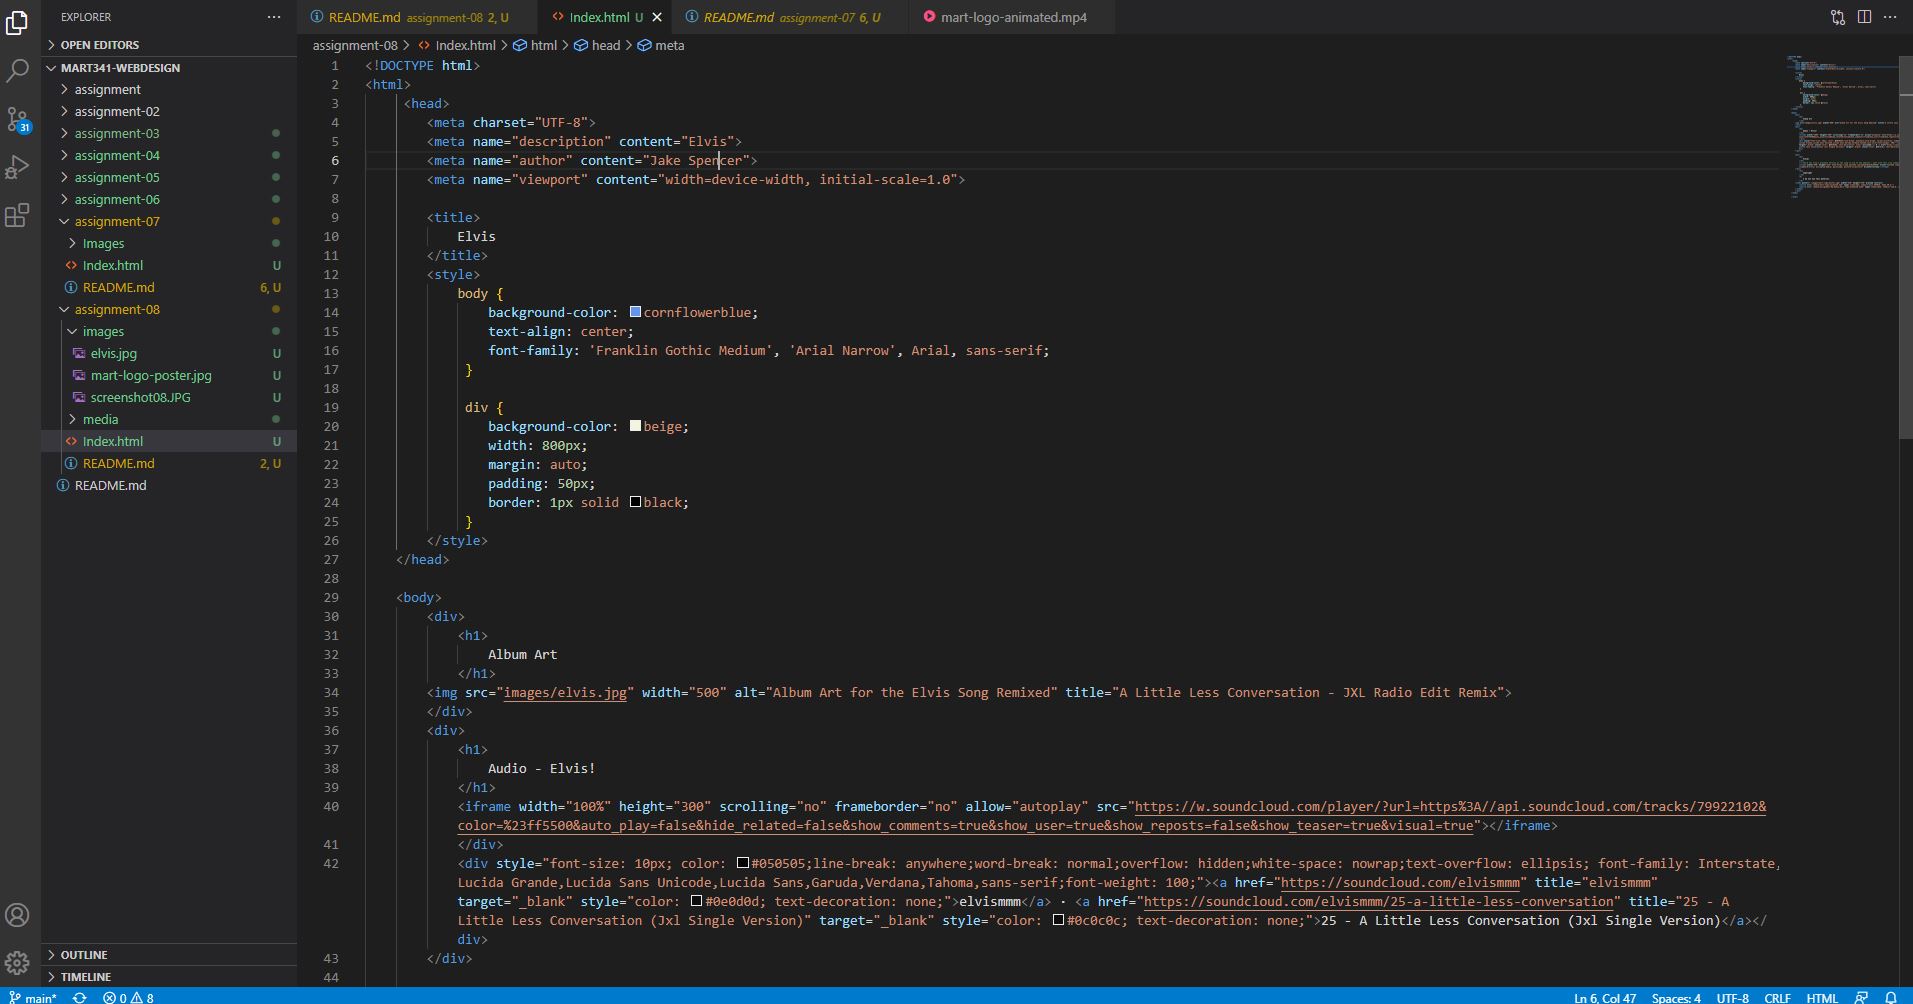 EXPLORER
OPEN EDITORS
MART341-WEBDESIGN
assignment
assignment-02
assignment-03
assignment-04
assignment-05
assignment-06
assignment-07
Images
Index.html U
README.md 6, U
assignment-08
images
elvis.jpg U
mart-logo-poster.jpg U
screenshot08.JPG U
media
Index.html U
README.md 2, U
README.md
OUTLINE
TIMELINE
31
README.md assignment-08 2, U
Index.html U
README.md assignment-07 6, U
mart-logo-animated.mp4
assignment-08 > Index.html > html > head > meta
1 <!DOCTYPE html>
2 <html>
3 <head>
4 <meta charset="UTF-8">
5 <meta name="description" content="Elvis">
6 <meta name="author" content="Jake Spencer">
7 <meta name="viewport" content="width=device-width, initial-scale=1.0">
8
9 <title>
10 Elvis
11 </title>
12 <style>
13 body {
14 background-color: cornflowerblue;
15 text-align: center;
16 font-family: 'Franklin Gothic Medium', 'Arial Narrow', Arial, sans-serif;
17 }
18
19 div {
20 background-color: beige;
21 width: 800px;
22 margin: auto;
23 padding: 50px;
24 border: 1px solid black;
25 }
26 </style>
27 </head>
28
29 <body>
30 <div>
31 <h1>
32 Album Art
33 </h1>
34 <img src="images/elvis.jpg" width="500" alt="Album Art for the Elvis Song Remixed" title="A Little Less Conversation - JXL Radio Edit Remix">
35 </div>
36 <div>
37 <h1>
38 Audio - Elvis!
39 </h1>
40 <iframe width="100%" height="300" scrolling="no" frameborder="no" allow="autoplay" src="https://w.soundcloud.com/player/?url=https%3A//api.soundcloud.com/tracks/79922102&
color=%23ff5500&auto_play=false&hide_related=false&show_comments=true&show_user=true&show_reposts=false&show_teaser=true&visual=true"></iframe>
41 </div>
42 <div style="font-size: 10px; color: #050505;line-break: anywhere;word-break: normal;overflow: hidden;white-space: nowrap;text-overflow: ellipsis; font-family: Interstate,
Lucida Grande,Lucida Sans Unicode,Lucida Sans,Garuda,Verdana,Tahoma,sans-serif;font-weight: 100;"><a href="https://soundcloud.com/elvismmm" title="elvismmm"
target="_blank" style="color: #0e0d0d; text-decoration: none;">elvismmm</a> · <a href="https://soundcloud.com/elvismmm/25-a-little-less-conversation" title="25 - A
Little Less Conversation (Jxl Single Version)" target="_blank" style="color: #0c0c0c; text-decoration: none;">25 - A Little Less Conversation (Jxl Single Version)</a></
div>
43 </div>
44
main* 0 8
Ln 6, Col 47 Spaces: 4 UTF-8 CRLF HTML